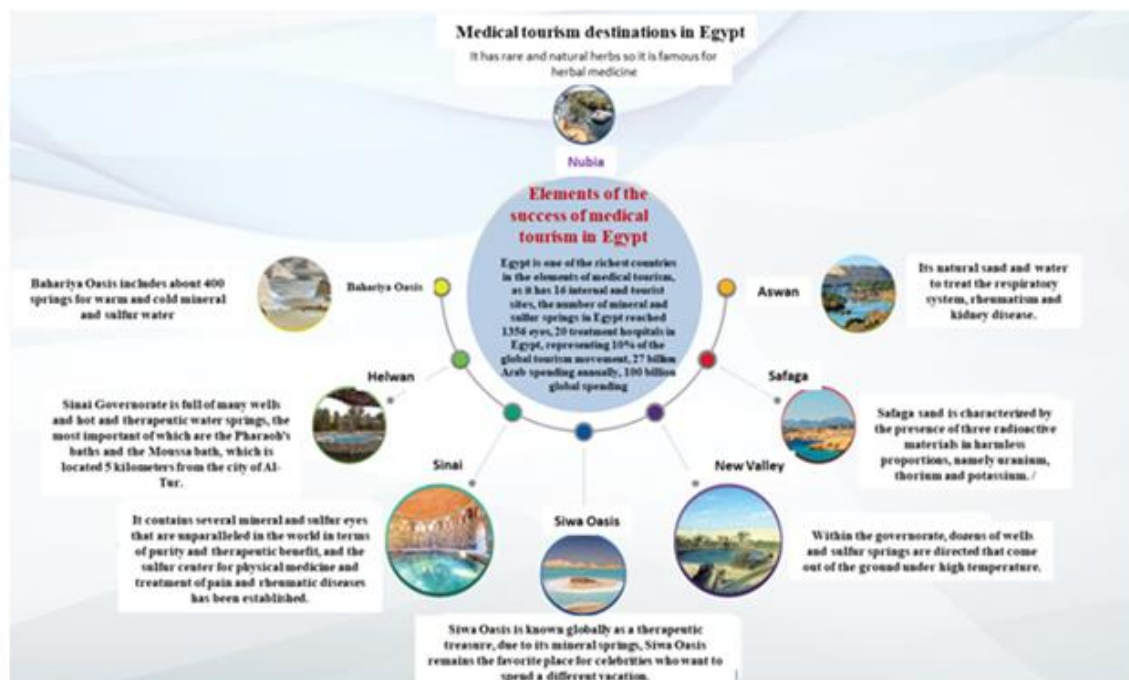 Medical tourism destinations in Egypt
It has rare and natural herbs so it is famous for
herbal medicine
Nubia
Elements of the
success of medical
tourism in Egypt
Egypt is one of the richest countries
in the elements of medical tourism,
as it has 16 internal and tourist
sites, the number of mineral and
sulfur springs in Egypt reached
1356 eyes, 20 treatment hospitals in
Egypt, representing 10% of the
global tourism movement, 27 billion
Arab spending annually, 100 billion
global spending
Bahariya Oasis includes about 400
springs for warm and cold mineral
and sulfur water
Bahariya Oasis
Aswan
Its natural sand and water
to treat the respiratory
system, rheumatism and
kidney disease.
Helwan
Sinai Governorate is full of many wells
and hot and therapeutic water springs, the
most important of which are the Pharaoh's
baths and the Moussa bath, which is
located 5 kilometers from the city of Al-
Tur.
Safaga
Safaga sand is characterized by
the presence of three radioactive
materials in harmless
proportions, namely uranium,
thorium and potassium. /
Sinai
It contains several mineral and sulfur eyes
that are unparalleled in the world in terms
of purity and therapeutic benefit, and the
sulfur center for physical medicine and
treatment of pain and rheumatic diseases
has been established.
New Valley
Within the governorate, dozens of wells
and sulfur springs are directed that come
out of the ground under high temperature.
Siwa Oasis
Siwa Oasis is known globally as a therapeutic
treasure, due to its mineral springs, Siwa Oasis
remains the favorite place for celebrities who want to
spend a different vacation.